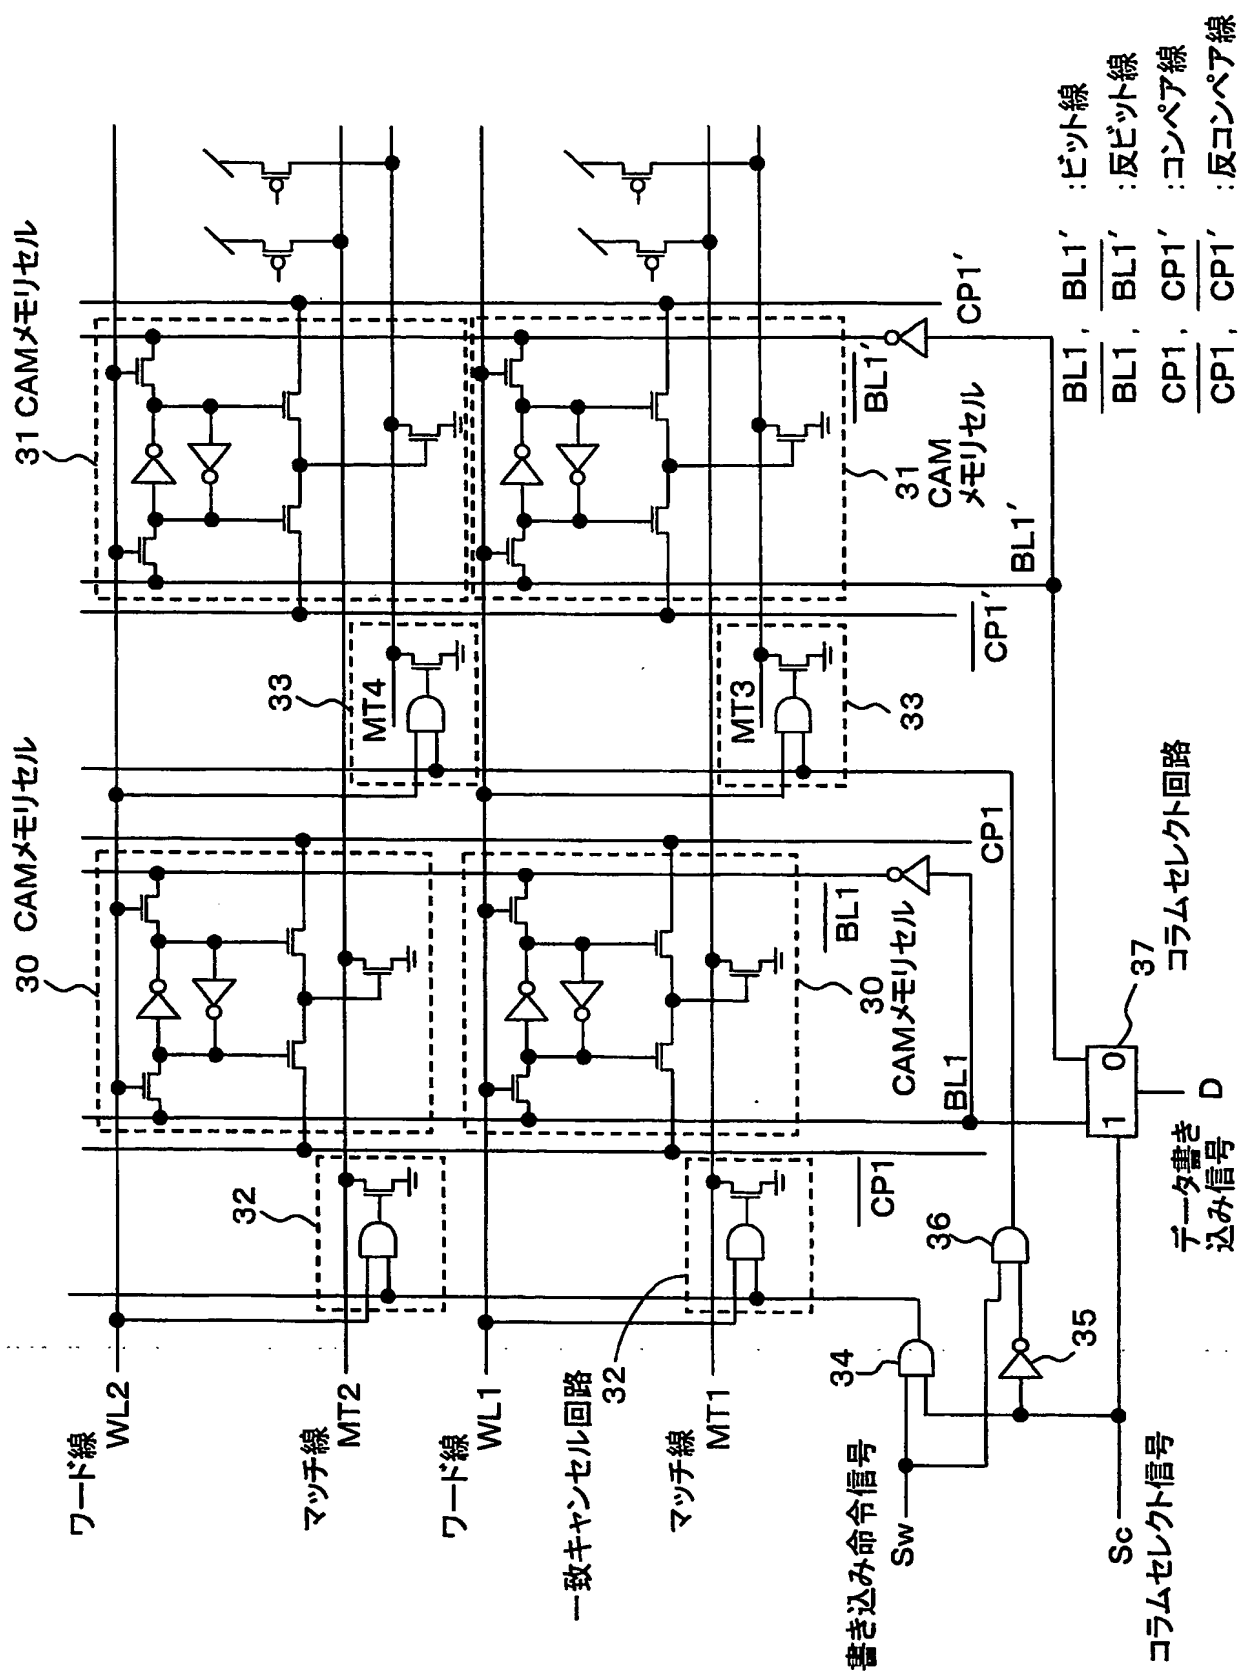 ワード線
WL2
マッチ線
MT2
ワード線
WL1
一致キャンセル回路
32
マッチ線
MT1
書き込み命令信号
Sw
Sc
コラムセレクト信号
32
34
35
36
30 CAMメモリセル
30
CAMメモリセル
CP1
BL1
BL1
CP1
データ書き
込み信号
D
1 0
37
コラムセレクト回路
33
MT4
MT3
33
31 CAMメモリセル
31
CAM
メモリセル
CP1'
BL1'
BL1'
CP1'
BL1, BL1' :ビット線
BL1, BL1' :反ビット線
CP1, CP1' :コンペア線
CP1, CP1' :反コンペア線